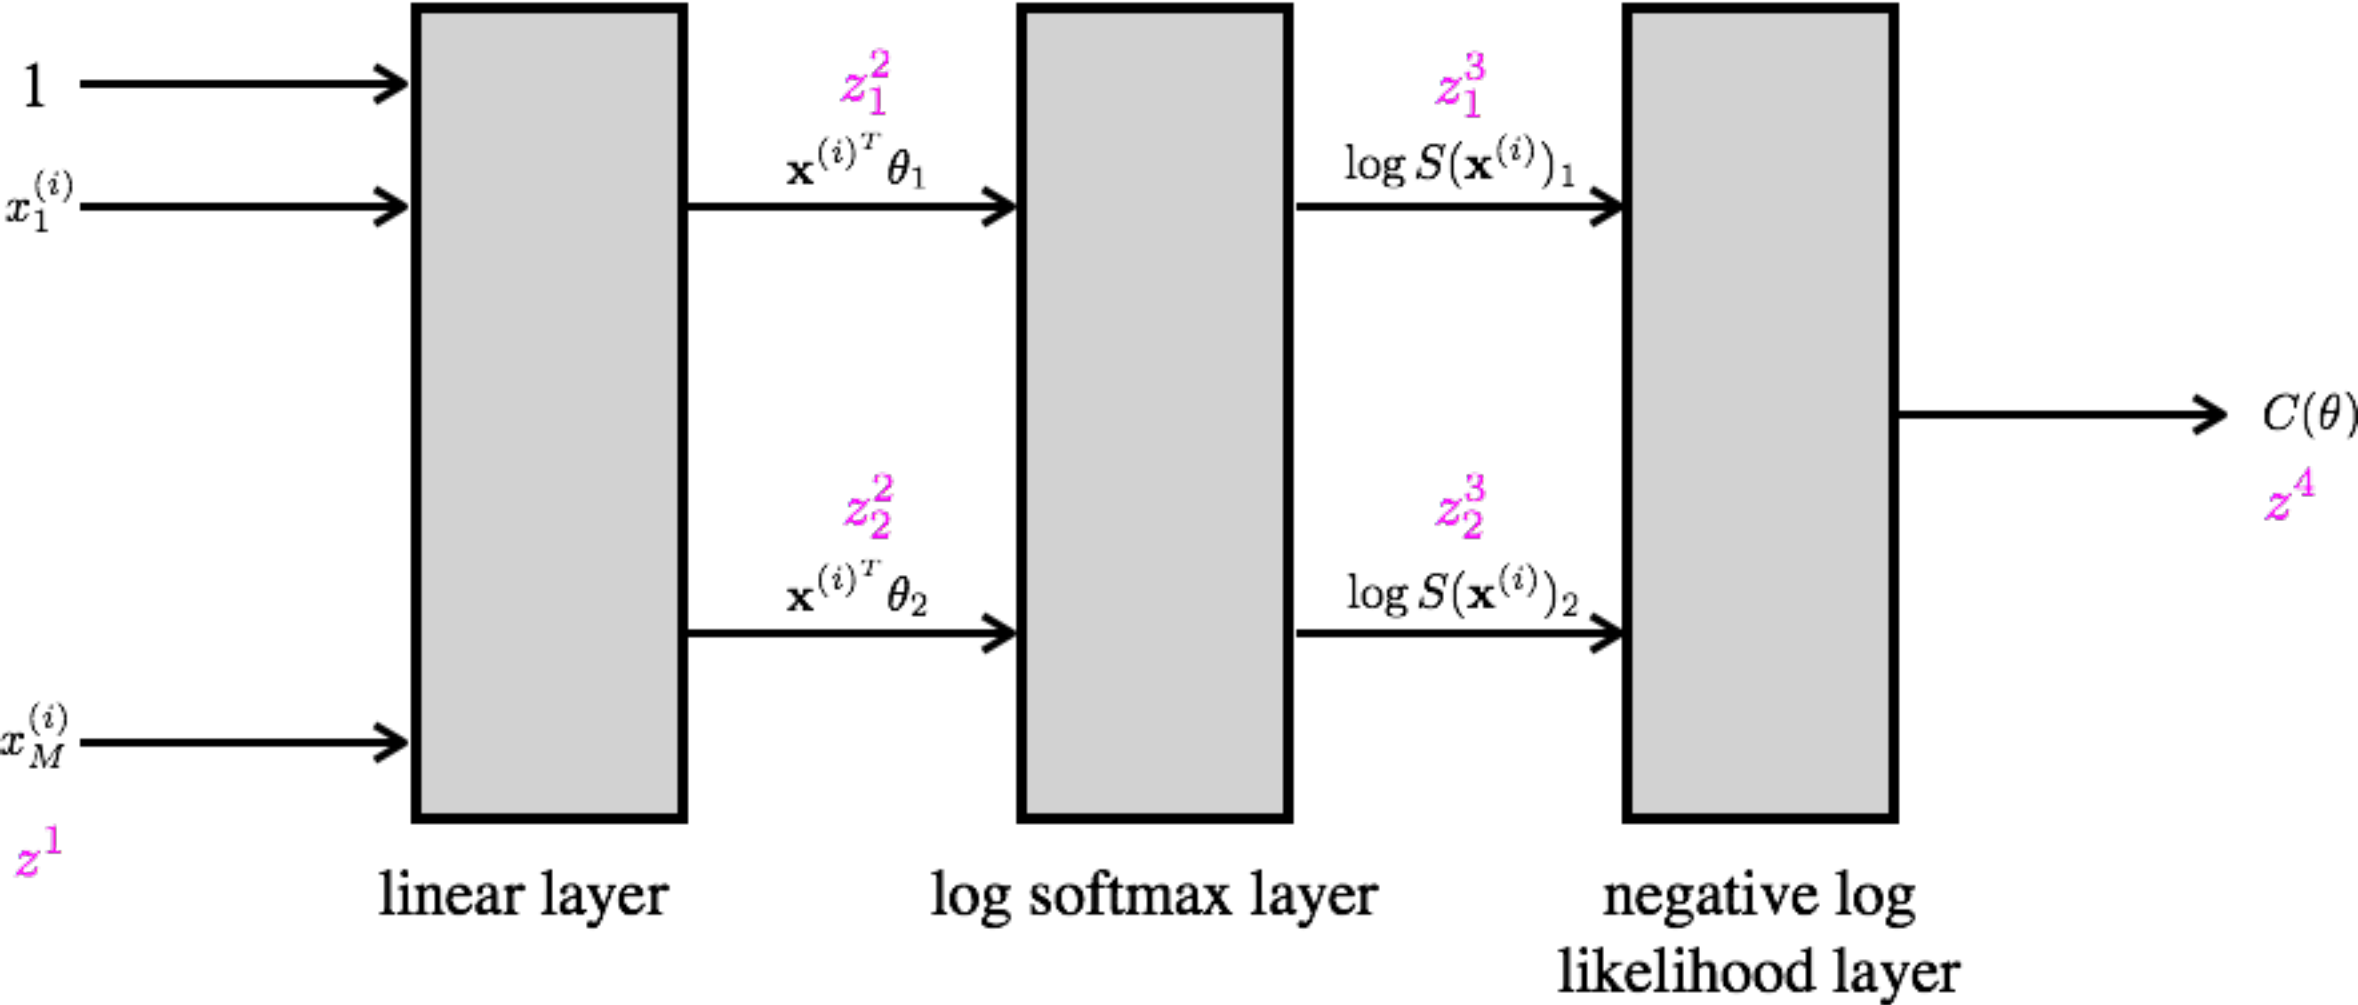 1
x_1^{(i)}
x_M^{(i)}
z^1
linear layer
z_1^2
x^{(i)^T} θ_1
z_2^2
x^{(i)^T} θ_2
log softmax layer
z_1^3
log S(x^{(i)})_1
z_2^3
log S(x^{(i)})_2
negative log
likelihood layer
C(θ)
z^4